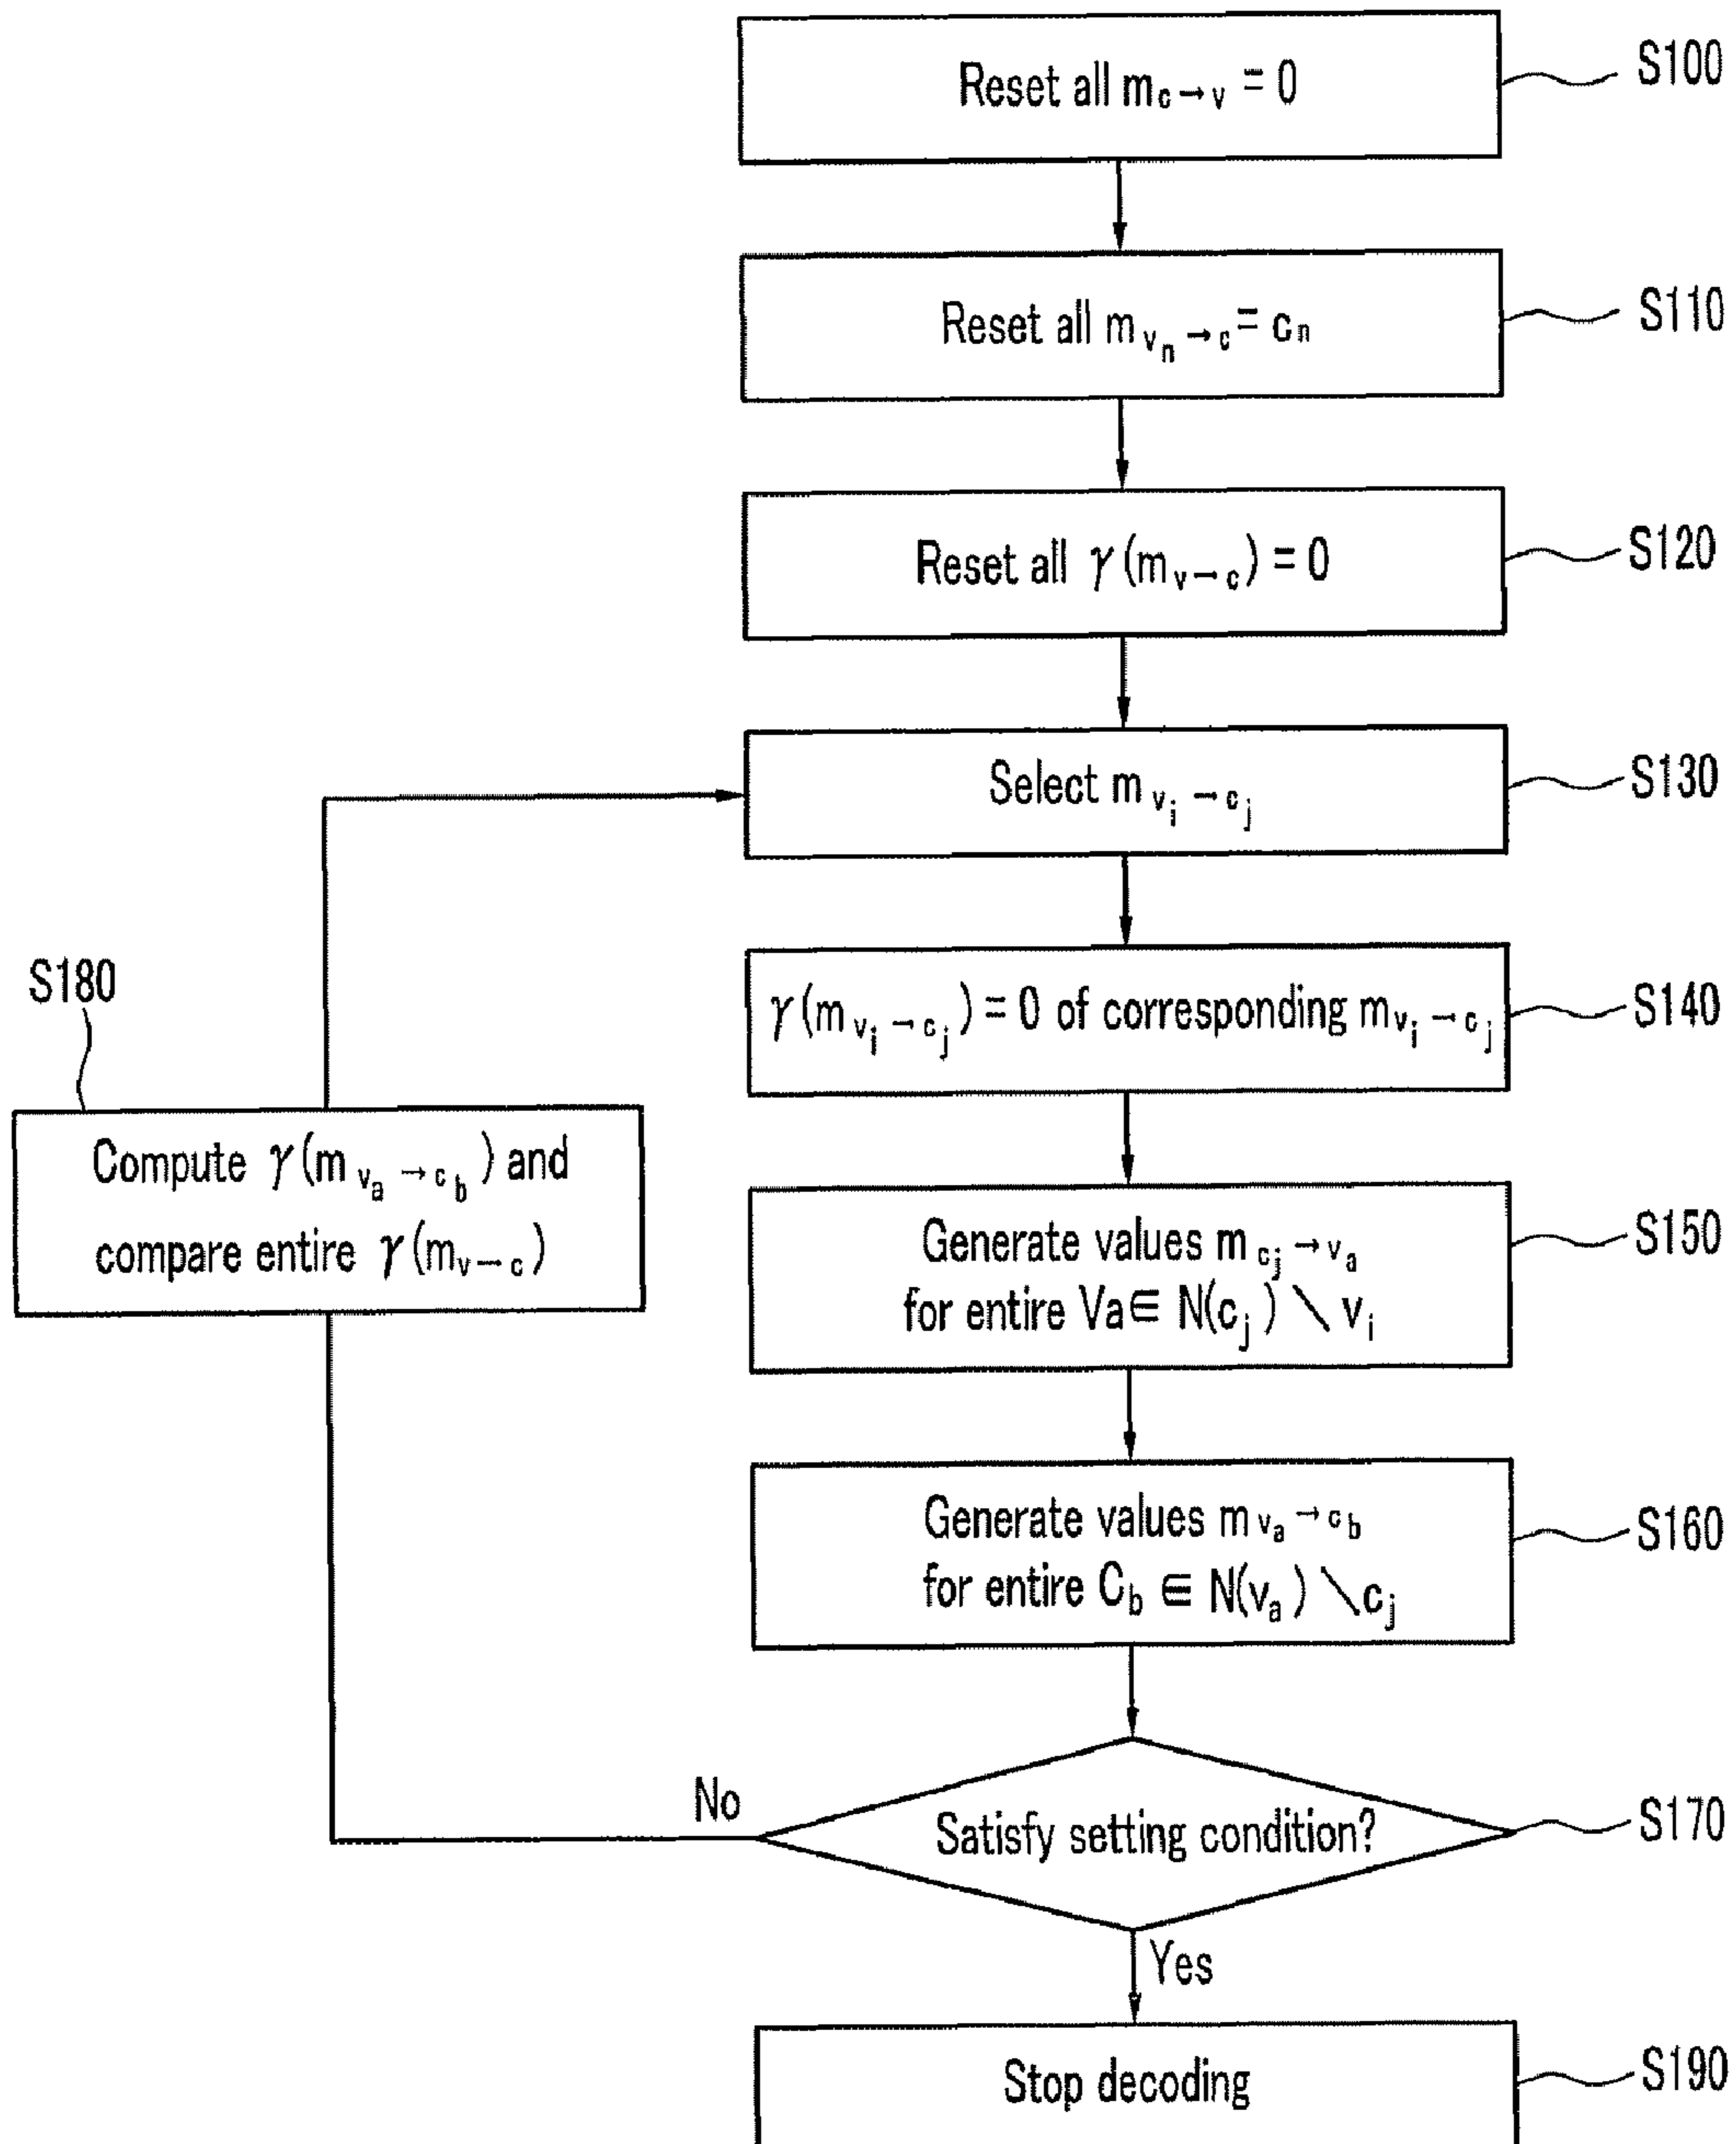 Reset all m c→v = 0
S100
Reset all m vn→c = cn
S110
Reset all γ(m v→c) = 0
S120
Select m vi→cj
S130
γ(m vi→cj) = 0 of corresponding m vi→cj
S140
S180
Compute γ(m va→cb) and
compare entire γ(m v→c)
Generate values m cj→va
for entire Va∈ N(cj) \ vi
S150
Generate values m va→cb
for entire Cb ∈ N(va) \cj
S160
No
Satisfy setting condition?
S170
Yes
Stop decoding
S190